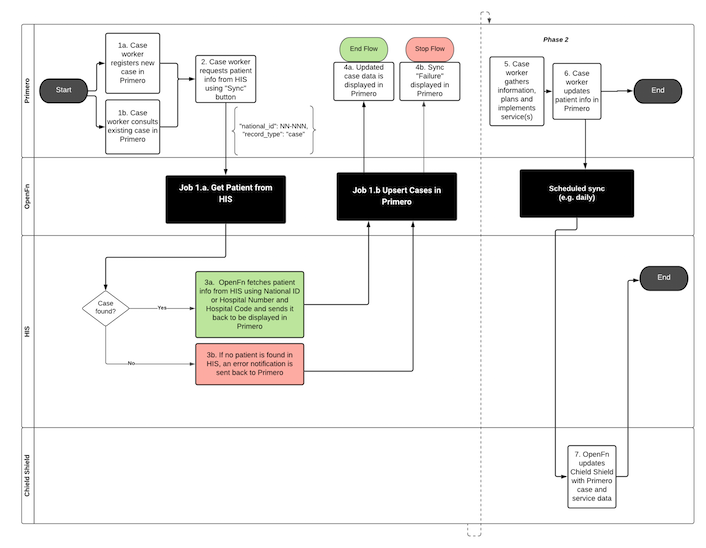 Primero
Start
1a. Case
worker
registers new
case in
Primero
1b. Case
worker consults
existing case in
Primero
2. Case worker
requests patient
info from HIS
using "Sync"
button
"national_id": NN-NNN,
"record_type": "case"
End Flow
4a. Updated
case data is
displayed in
Primero
Stop Flow
4b. Sync
"Failure"
displayed in
Primero
Phase 2
5. Case
worker
gathers
information,
plans and
implements
service(s)
6. Case
worker
updates
patient info in
Primero
End
OpenFn
Job 1.a. Get Patient from
HIS
Job 1.b Upsert Cases in
Primero
Scheduled sync
(e.g. daily)
HIS
Case
found?
Yes
No
3a. OpenFn fetches patient
info from HIS using National ID
or Hospital Number and
Hospital Code and sends it
back to be displayed in
Primero
3b. If no patient is found in
HIS, an error notification is
sent back to Primero
End
Chield Shield
7. OpenFn
updates
Chield Shield
with Primero
case and
service data